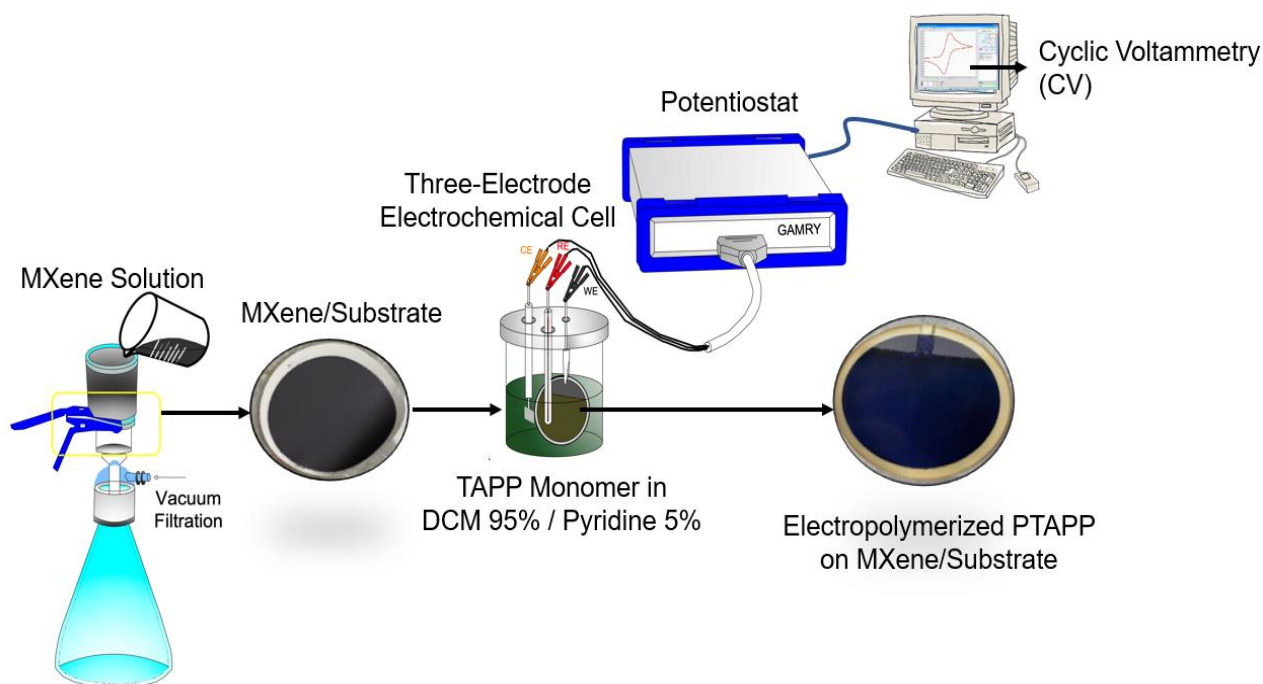 Cyclic Voltammetry
(CV)
Potentiostat
Three-Electrode
Electrochemical Cell
GAMRY
CE
RE
WE
MXene Solution
MXene/Substrate
Vacuum
Filtration
TAPP Monomer in
DCM 95% / Pyridine 5%
Electropolymerized PTAPP
on MXene/Substrate